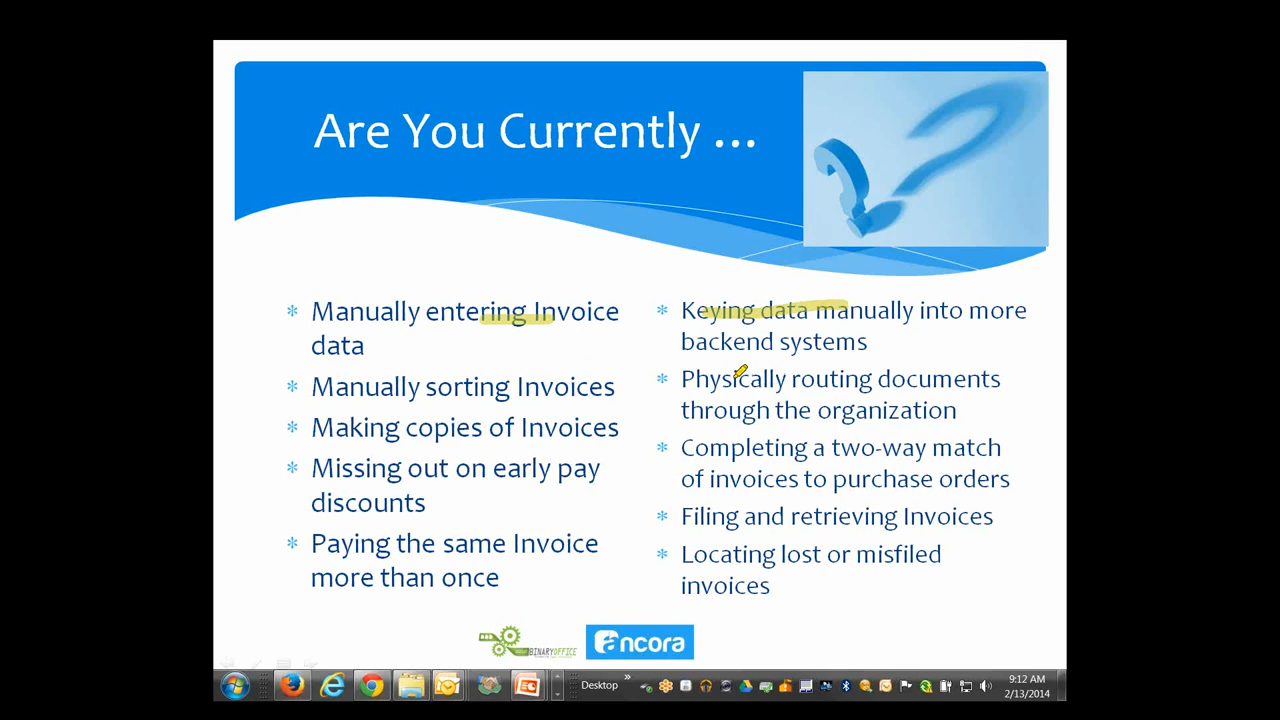 Are You Currently ...
* Manually entering Invoice
data
* Manually sorting Invoices
* Making copies of Invoices
* Missing out on early pay
discounts
* Paying the same Invoice
more than once
* Keying data manually into more
backend systems
* Physically routing documents
through the organization
* Completing a two-way match
of invoices to purchase orders
* Filing and retrieving Invoices
* Locating lost or misfiled
invoices
BINARYOFFICE
ancora
Desktop
9:12 AM
2/13/2014